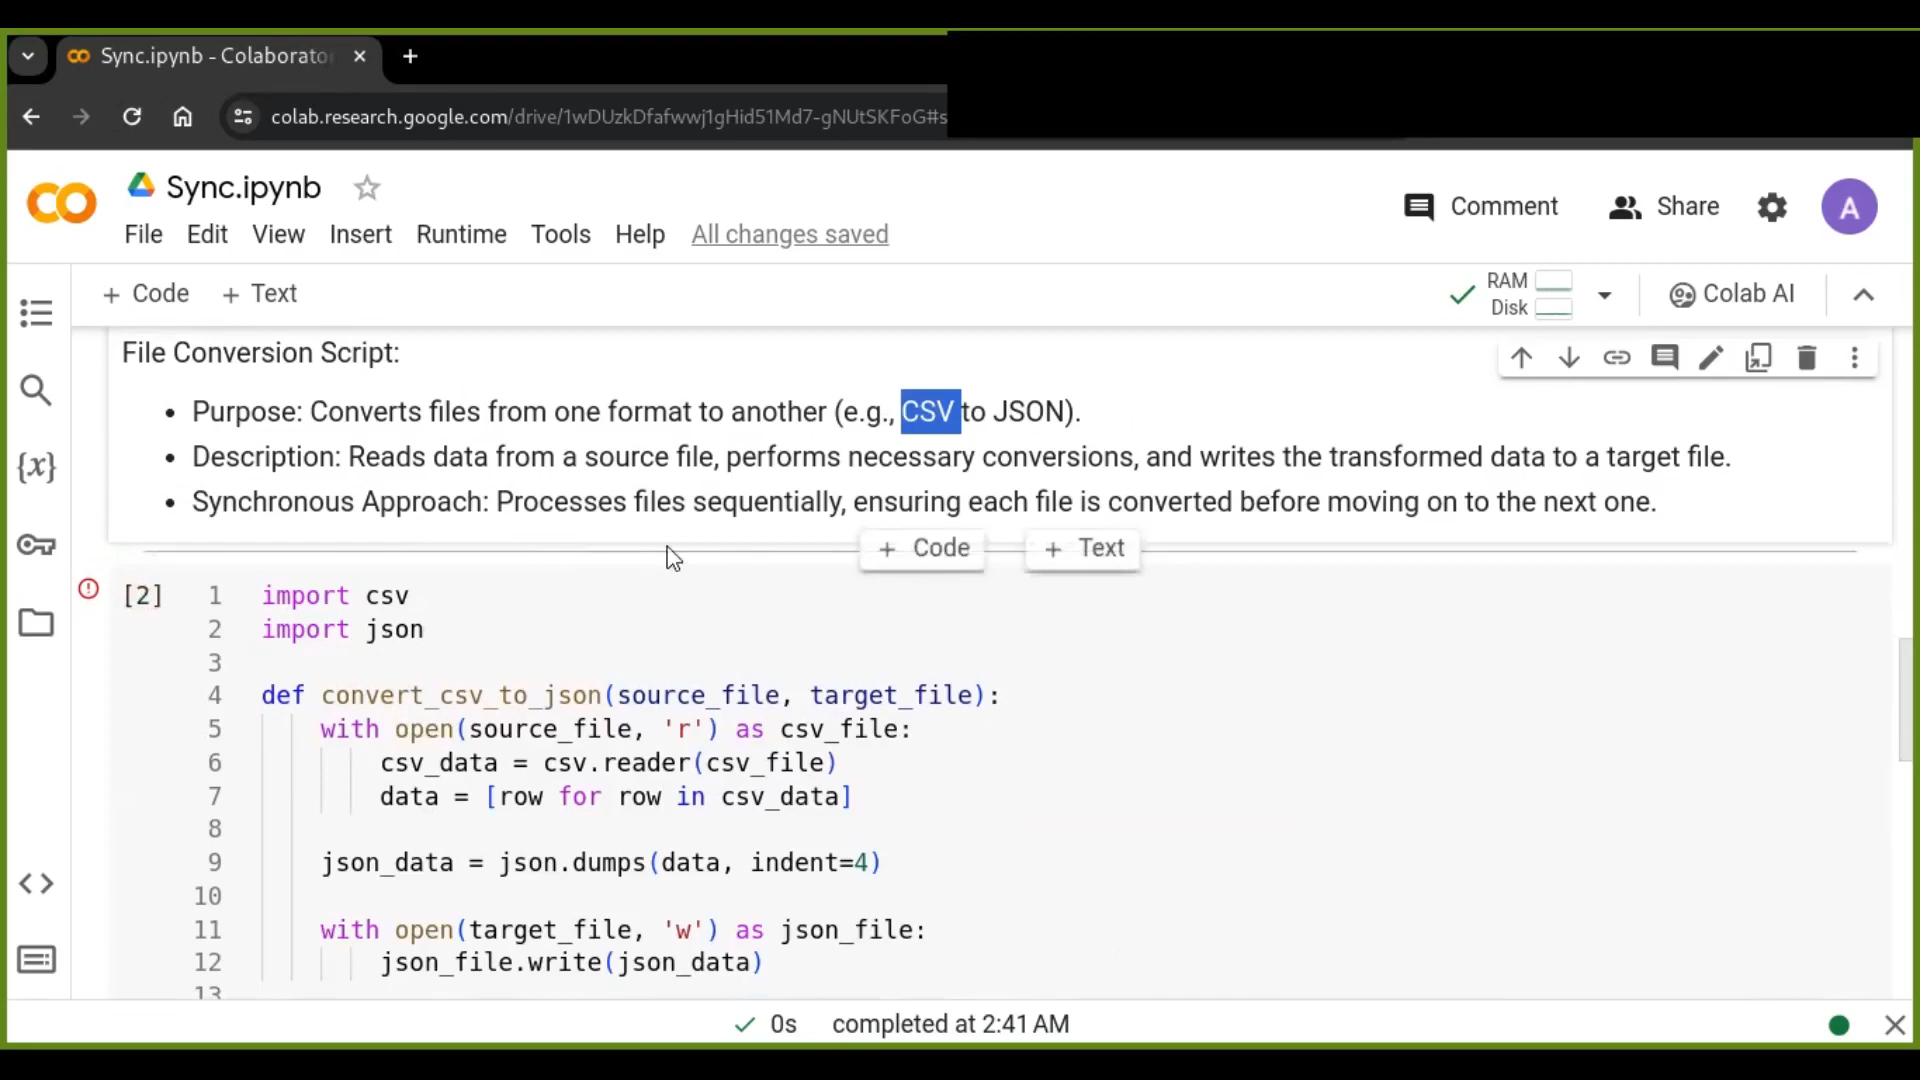 Sync.ipynb - Colaborato
colab.research.google.com/drive/1wDUzkDfafwwj1gHid51Md7-gNUtSKFoG#s
Sync.ipynb
Comment
Share
A
File Edit View Insert Runtime Tools Help All changes saved
+ Code + Text
RAM
Disk
Colab AI
File Conversion Script:
• Purpose: Converts files from one format to another (e.g., CSV to JSON).
• Description: Reads data from a source file, performs necessary conversions, and writes the transformed data to a target file.
• Synchronous Approach: Processes files sequentially, ensuring each file is converted before moving on to the next one.
+ Code + Text
[2] 1 import csv
2 import json
3
4 def convert_csv_to_json(source_file, target_file):
5 with open(source_file, 'r') as csv_file:
6 csv_data = csv.reader(csv_file)
7 data = [row for row in csv_data]
8
9 json_data = json.dumps(data, indent=4)
10
11 with open(target_file, 'w') as json_file:
12 json_file.write(json_data)
13
0s completed at 2:41 AM